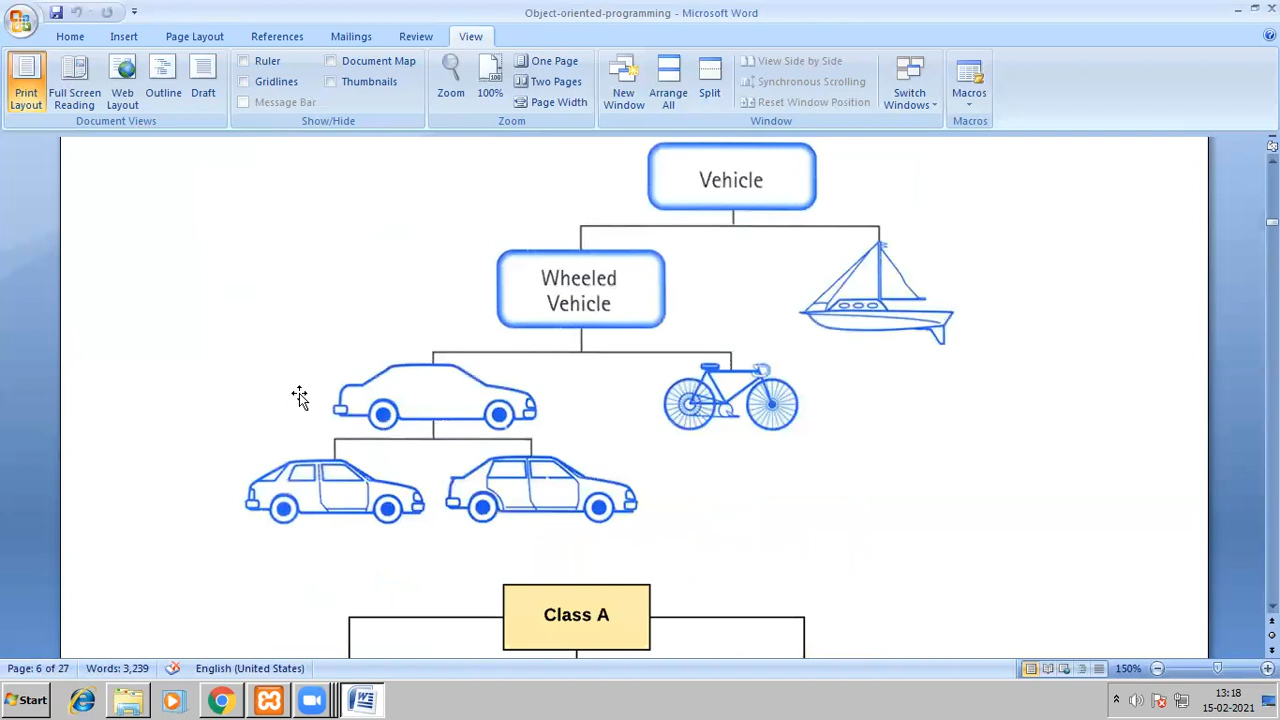 Object-oriented-programming - Microsoft Word
Home Insert Page Layout References Mailings Review View
Print Layout
Full Screen Reading
Web Layout
Outline
Draft
Document Views
Ruler
Gridlines
Message Bar
Document Map
Thumbnails
Show/Hide
Zoom
100%
One Page
Two Pages
Page Width
Zoom
New Window
Arrange All
Split
View Side by Side
Synchronous Scrolling
Reset Window Position
Switch Windows
Window
Macros
Macros
Vehicle
Wheeled
Vehicle
Class A
Page: 6 of 27 Words: 3,239 English (United States) 150%
Start 13:18
15-02-2021